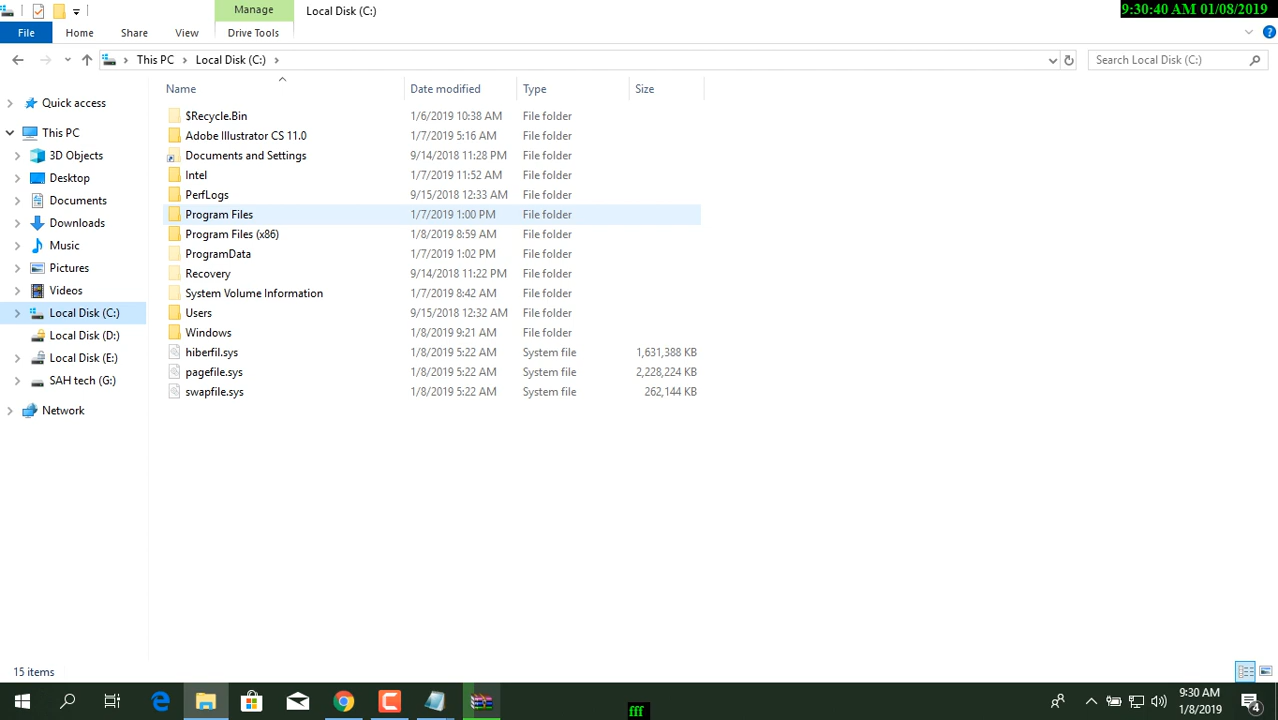 Manage
Local Disk (C:)
9:30:40 AM 01/08/2019
File
Home
Share
View
Drive Tools
This PC
Local Disk (C:)
Search Local Disk (C:)
Name
Date modified
Type
Size
Quick access
This PC
3D Objects
Desktop
Documents
Downloads
Music
Pictures
Videos
Local Disk (C:)
Local Disk (D:)
Local Disk (E:)
SAH tech (G:)
Network
$Recycle.Bin 1/6/2019 10:38 AM File folder
Adobe Illustrator CS 11.0 1/7/2019 5:16 AM File folder
Documents and Settings 9/14/2018 11:28 PM File folder
Intel 1/7/2019 11:52 AM File folder
PerfLogs 9/15/2018 12:33 AM File folder
Program Files 1/7/2019 1:00 PM File folder
Program Files (x86) 1/8/2019 8:59 AM File folder
ProgramData 1/7/2019 1:02 PM File folder
Recovery 9/14/2018 11:22 PM File folder
System Volume Information 1/7/2019 8:42 AM File folder
Users 9/15/2018 12:32 AM File folder
Windows 1/8/2019 9:21 AM File folder
hiberfil.sys 1/8/2019 5:22 AM System file 1,631,388 KB
pagefile.sys 1/8/2019 5:22 AM System file 2,228,224 KB
swapfile.sys 1/8/2019 5:22 AM System file 262,144 KB
15 items
fff
9:30 AM
1/8/2019
4